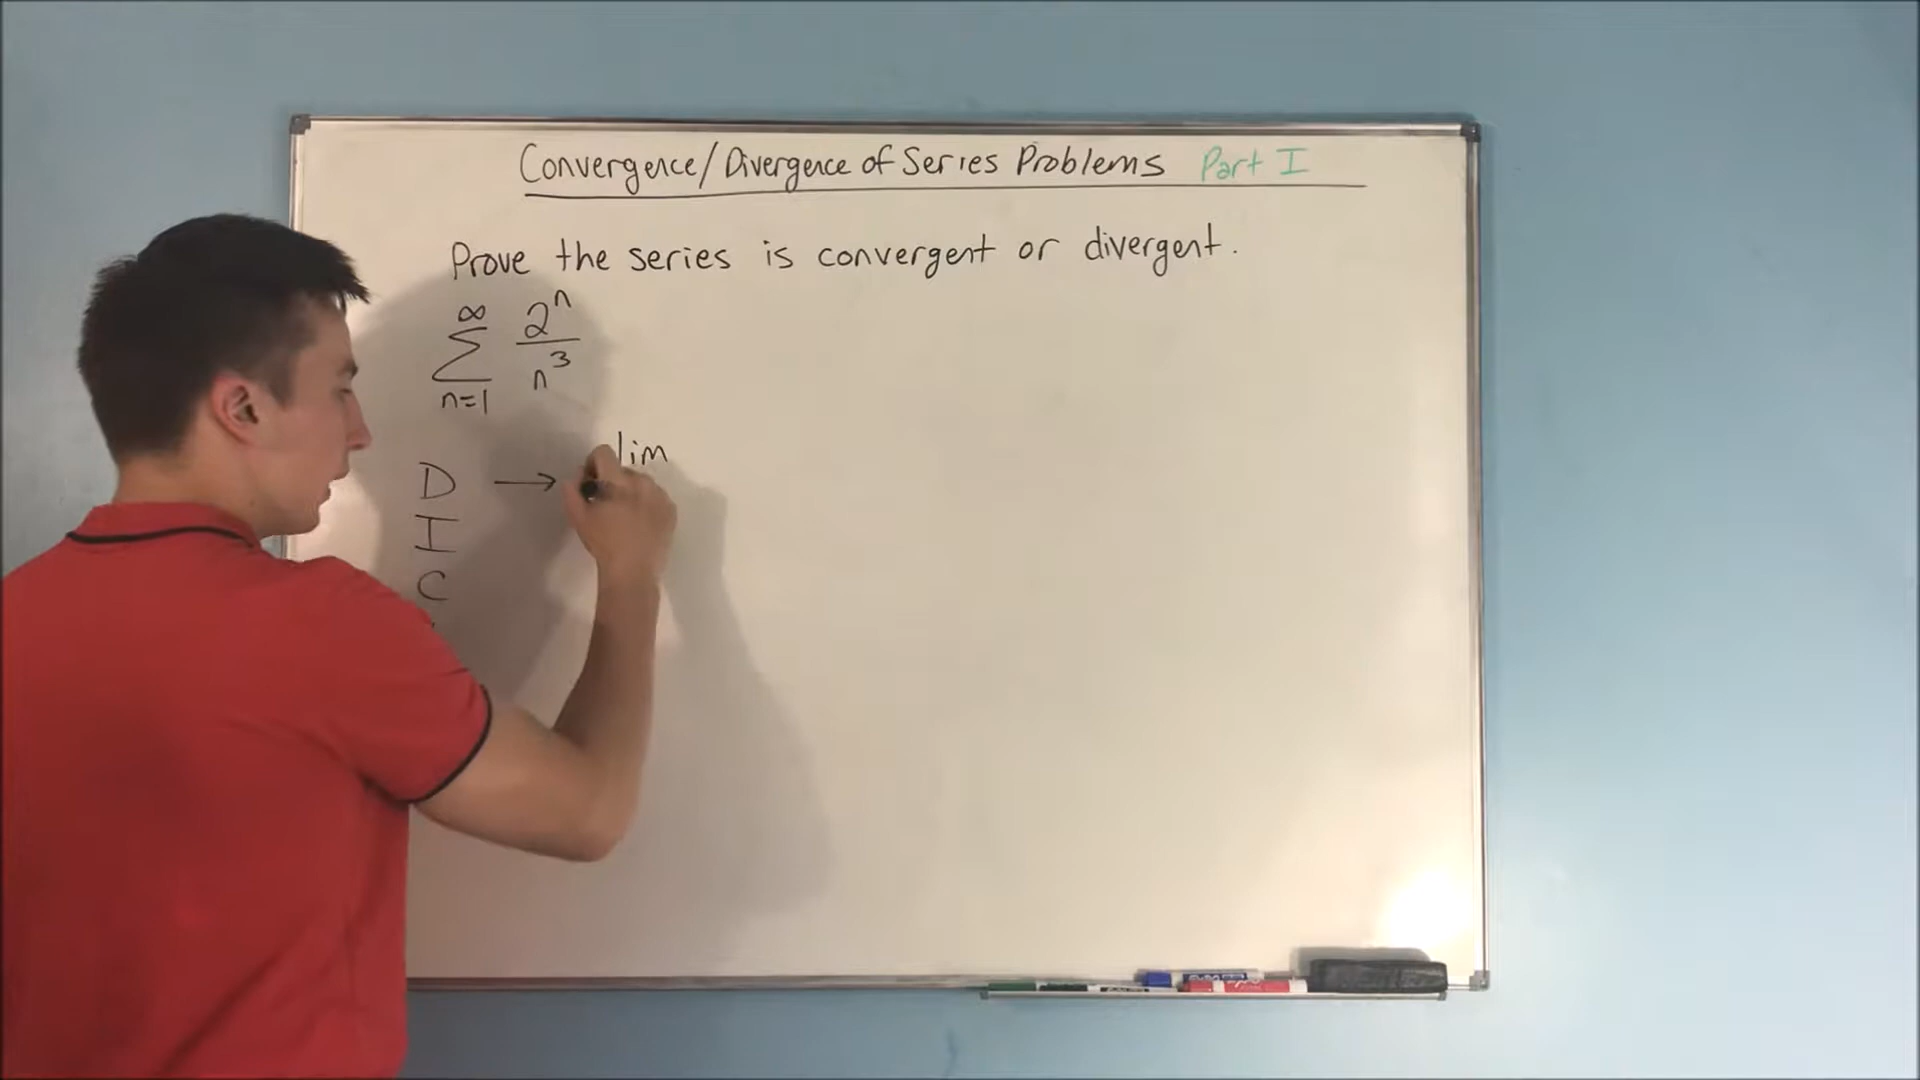 Convergence/Divergence of Series Problems Part I
Prove the series is convergent or divergent.
∞
∑ 2^n / n^3
n=1
lim
D →
I
C